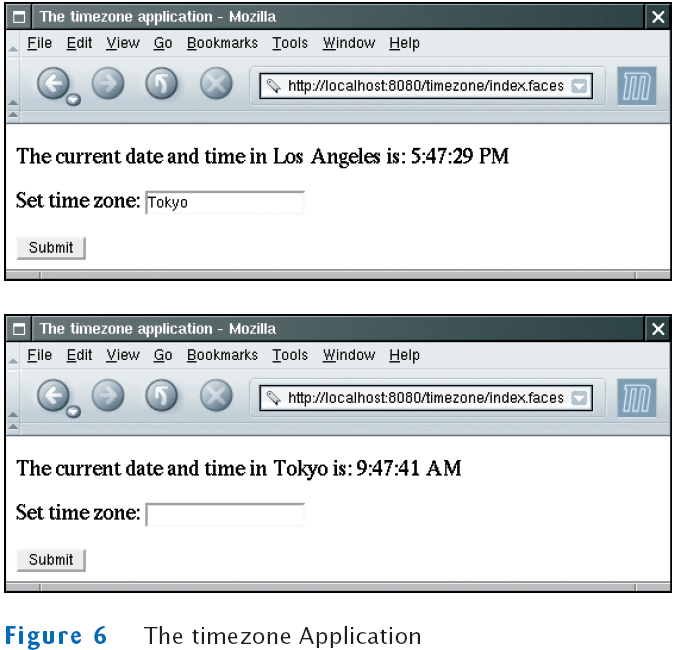 The timezone application - Mozilla
File Edit View Go Bookmarks Tools Window Help
http://localhost:8080/timezone/index.faces
The current date and time in Los Angeles is: 5:47:29 PM
Set time zone: Tokyo
Submit
The timezone application - Mozilla
File Edit View Go Bookmarks Tools Window Help
http://localhost:8080/timezone/index.faces
The current date and time in Tokyo is: 9:47:41 AM
Set time zone:
Submit
Figure 6 The timezone Application